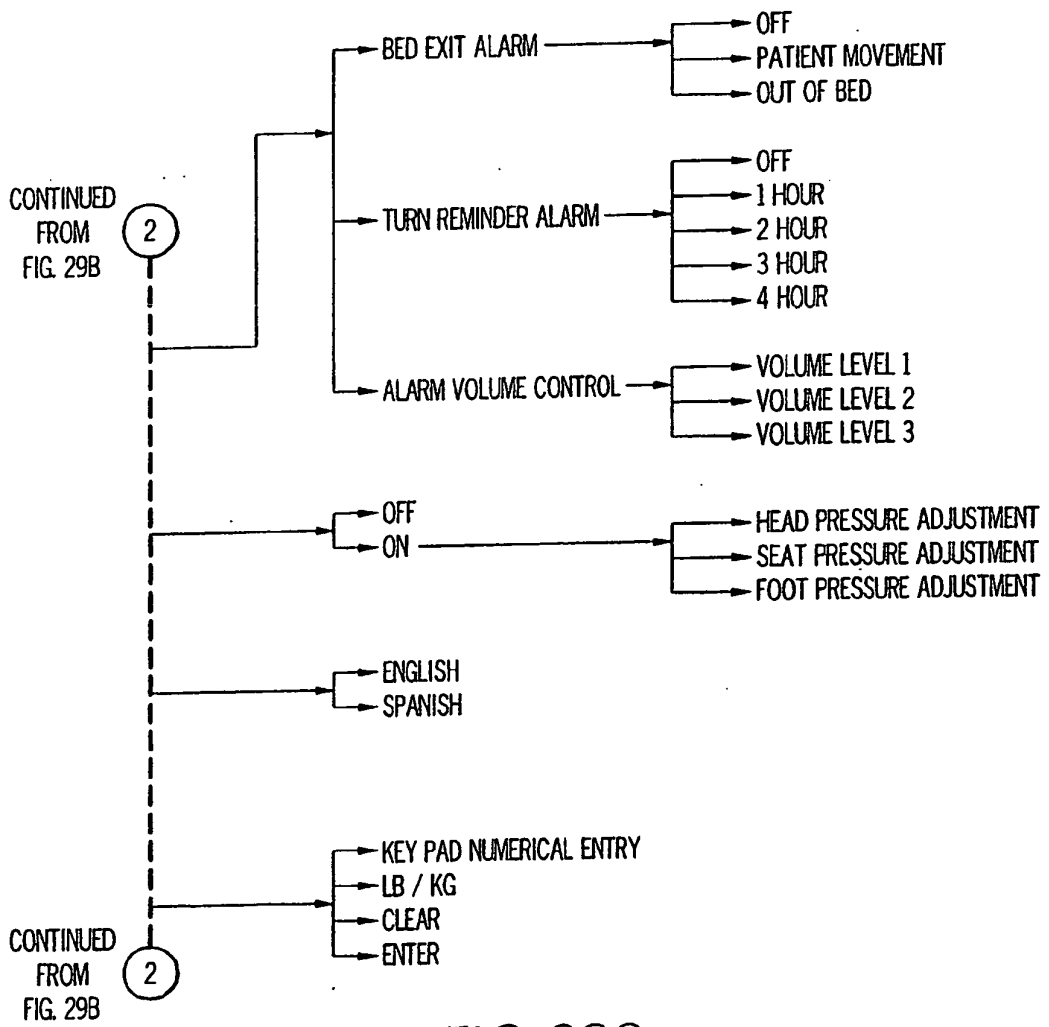 CONTINUED
FROM
FIG. 29B
2
BED EXIT ALARM
OFF
PATIENT MOVEMENT
OUT OF BED
TURN REMINDER ALARM
OFF
1 HOUR
2 HOUR
3 HOUR
4 HOUR
ALARM VOLUME CONTROL
VOLUME LEVEL 1
VOLUME LEVEL 2
VOLUME LEVEL 3
OFF
ON
HEAD PRESSURE ADJUSTMENT
SEAT PRESSURE ADJUSTMENT
FOOT PRESSURE ADJUSTMENT
ENGLISH
SPANISH
KEY PAD NUMERICAL ENTRY
LB / KG
CLEAR
ENTER
CONTINUED
FROM
FIG. 29B
2